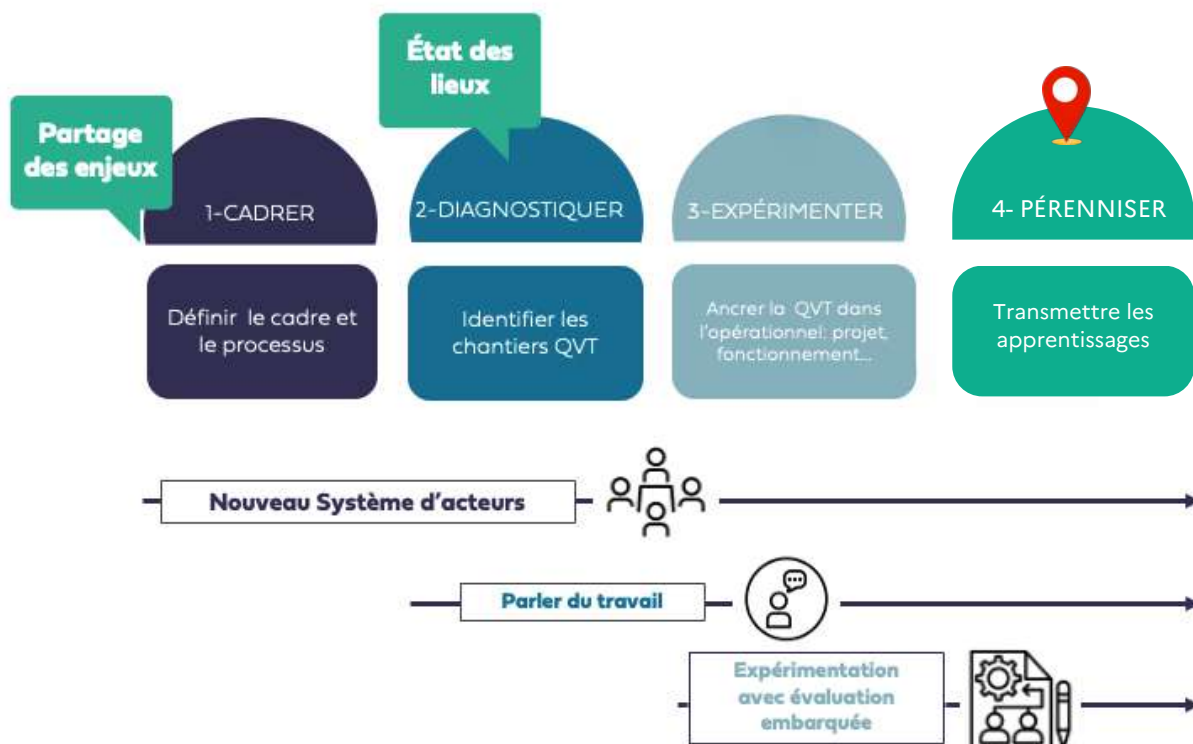 État des
lieux
Partage
des enjeux
1-CADRER
2-DIAGNOSTIQUER
3-EXPÉRIMENTER
4- PÉRENNISER
Définir le cadre et
le processus
Identifier les
chantiers QVT
Ancrer la QVT dans
l'opérationnel: projet,
fonctionnement...
Transmettre les
apprentissages
Nouveau Système d'acteurs
Parler du travail
Expérimentation
avec évaluation
embarquée